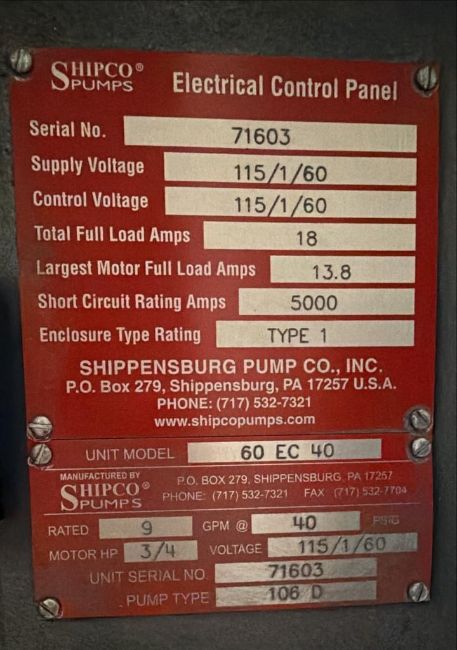 SHIPCO® PUMPS Electrical Control Panel
Serial No. 71603
Supply Voltage 115/1/60
Control Voltage 115/1/60
Total Full Load Amps 18
Largest Motor Full Load Amps 13.8
Short Circuit Rating Amps 5000
Enclosure Type Rating TYPE 1
SHIPPENSBURG PUMP CO., INC.
P.O. Box 279, Shippensburg, PA 17257 U.S.A.
PHONE: (717) 532-7321
www.shipcopumps.com
UNIT MODEL 60 EC 40
MANUFACTURED BY
SHIPCO® PUMPS
P.O. BOX 279, SHIPPENSBURG, PA 17257
PHONE: (717) 532-7321 FAX (717) 532-7704
RATED 9 GPM @ 40 PSIG
MOTOR HP 3/4 VOLTAGE 115/1/60
UNIT SERIAL NO. 71603
PUMP TYPE 106 D